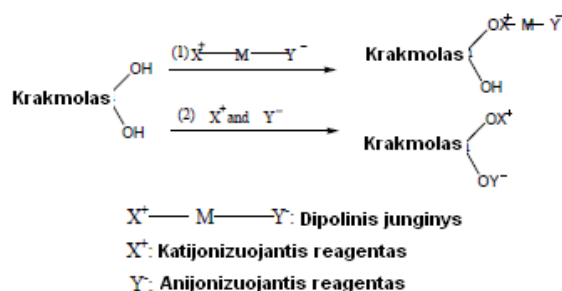 OH
Krakmolas
OH
(1) X⁺—M—Y⁻
OX⁺—M—Y⁻
Krakmolas
OH
(2) X⁺ and Y⁻
OX⁺
Krakmolas
OY⁻
X⁺— M —Y⁻: Dipolinis junginys
X⁺: Katijonizuojantis reagentas
Y⁻: Anijonizuojantis reagentas